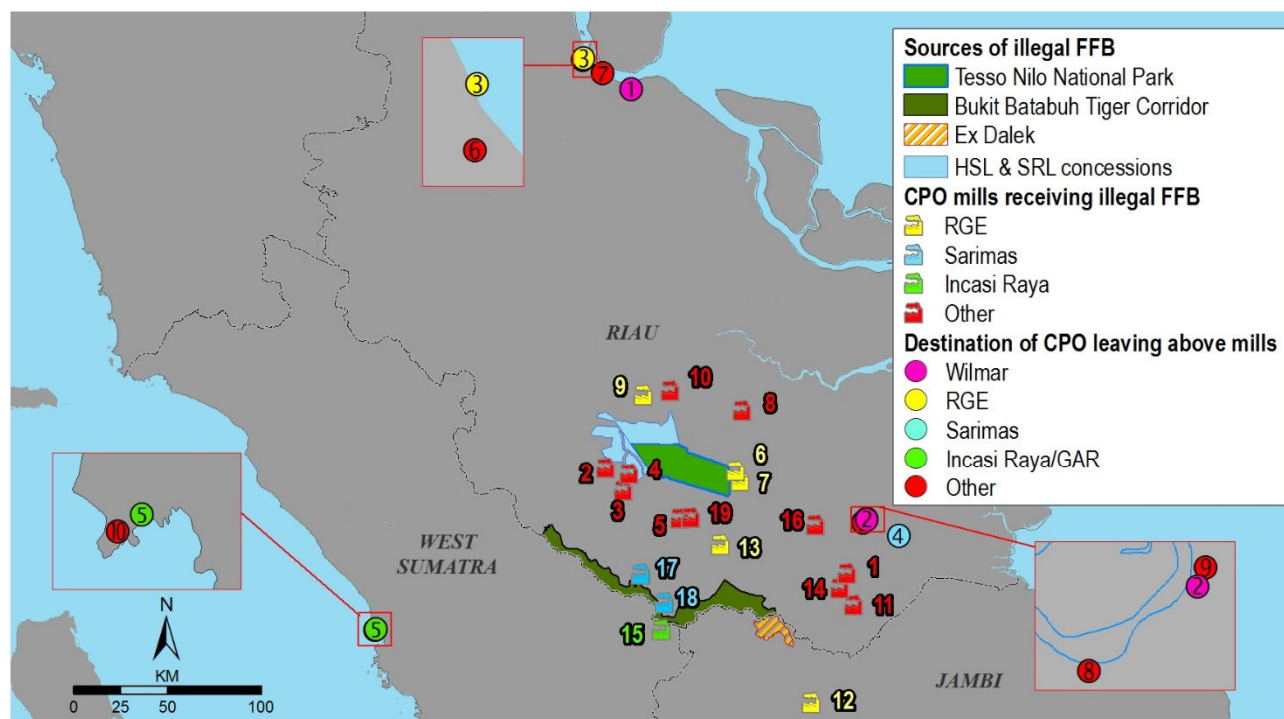 3
6
3
7
1
Sources of illegal FFB
Tesso Nilo National Park
Bukit Batabuh Tiger Corridor
Ex Dalek
HSL & SRL concessions
CPO mills receiving illegal FFB
RGE
Sarimas
Incasi Raya
Other
Destination of CPO leaving above mills
Wilmar
RGE
Sarimas
Incasi Raya/GAR
Other
RIAU
9
10
8
2
4
3
6
7
5
19
16
2
4
13
WEST
SUMATRA
17
18
15
1
14
11
5
10
5
9
2
8
N
KM
0 25 50 100
JAMBI
12